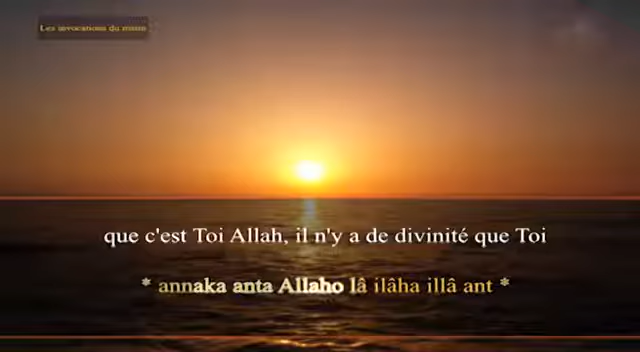 Les invocations du matin
que c'est Toi Allah, il n'y a de divinité que Toi
* annaka anta Allaho lâ ilâha illâ ant *